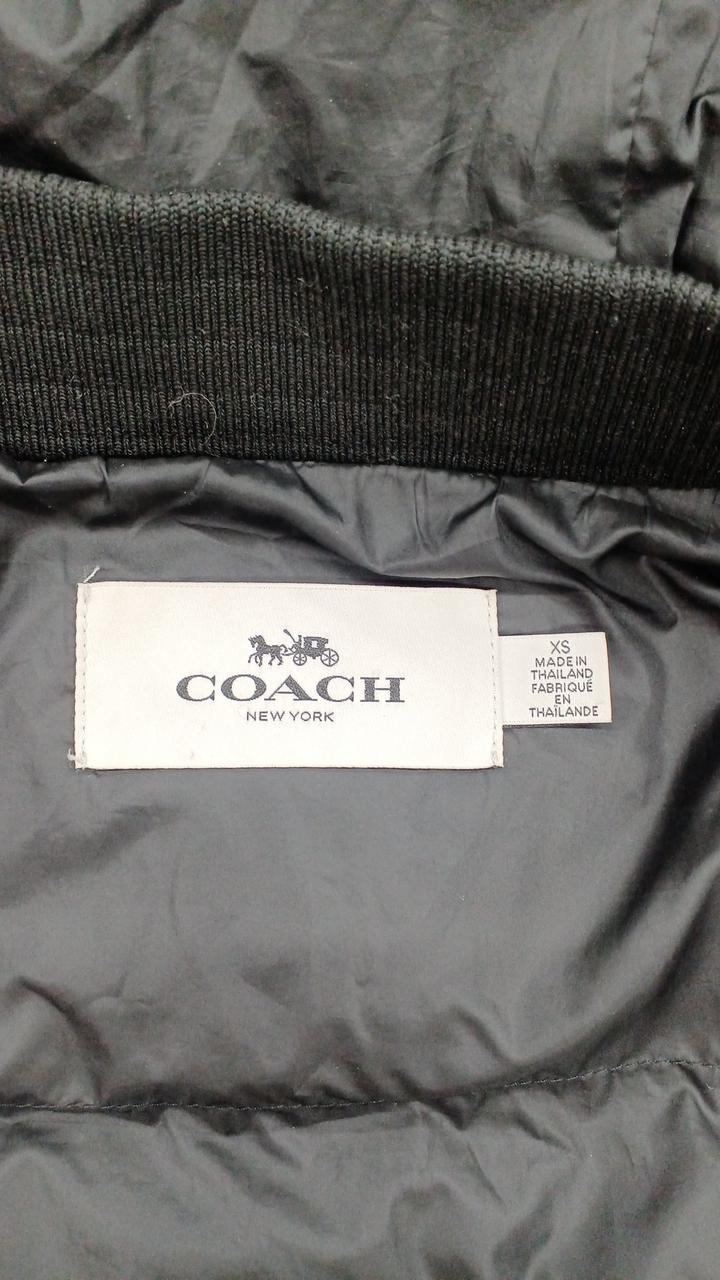 COACH
NEW YORK
XS
MADE IN
THAILAND
FABRIQUÉ
EN
THAÏLANDE